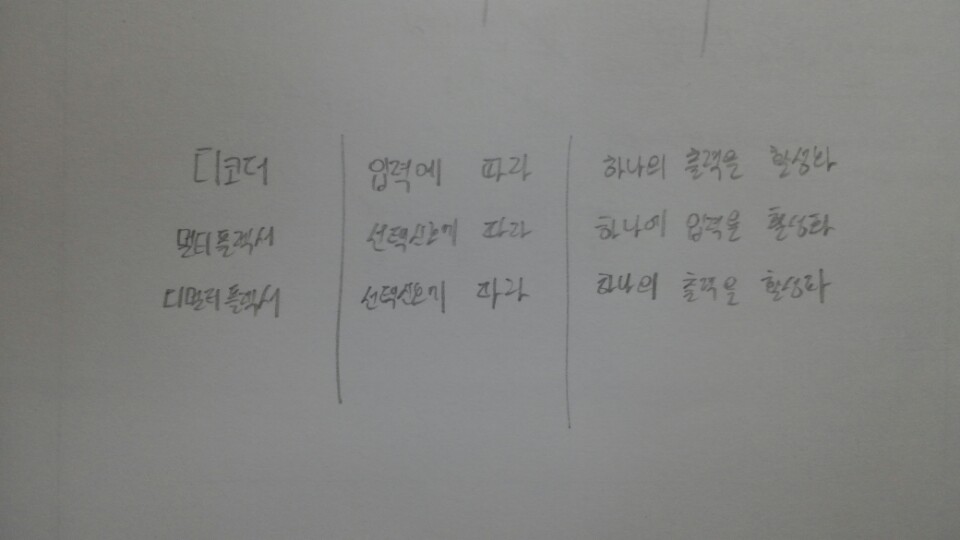 디코더 입력에 따라 하나의 출력을 활성화
멀티플렉서 선택신호에 따라 하나에 입력을 활성화
디멀티플렉서 선택신호에 따라 하나의 출력을 활성화